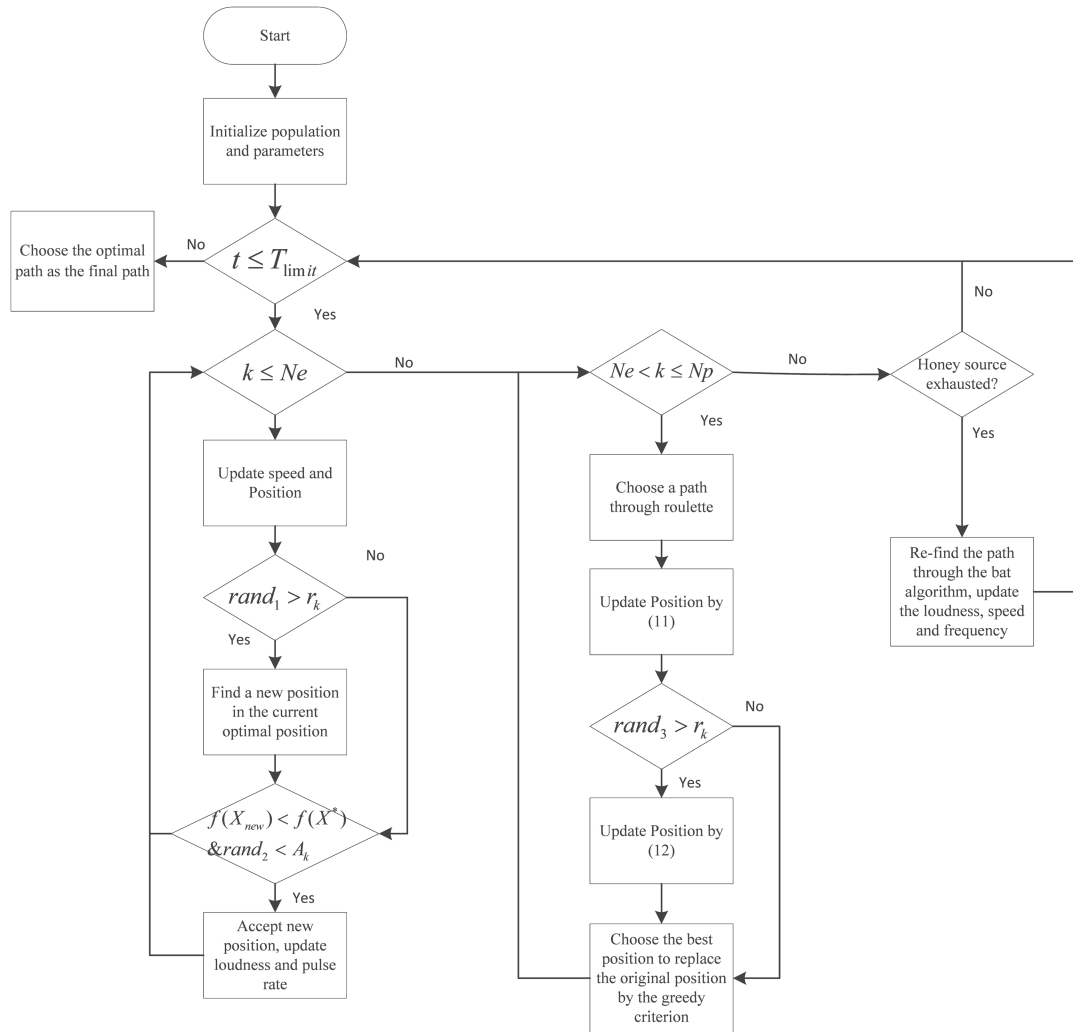 Start
Initialize population
and parameters
Choose the optimal
path as the final path
No
t ≤ T_limit
Yes
k ≤ Ne
No
Update speed and
Position
No
rand_1 > r_k
Yes
Find a new position
in the current
optimal position
f(X_new) < f(X^*)
&rand_2 < A_k
Yes
Accept new
position, update
loudness and pulse
rate
Ne < k ≤ Np
No
Yes
Choose a path
through roulette
Update Position by
(11)
rand_3 > r_k
No
Yes
Update Position by
(12)
Choose the best
position to replace
the original position
by the greedy
criterion
No
Honey source
exhausted?
Yes
Re-find the path
through the bat
algorithm, update
the loudness, speed
and frequency